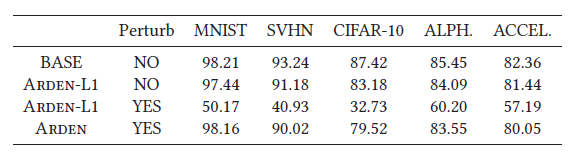 Perturb MNIST SVHN CIFAR-10 ALPH. ACCEL.
BASE NO 98.21 93.24 87.42 85.45 82.36
ARDEN-L1 NO 97.44 91.18 83.18 84.09 81.44
ARDEN-L1 YES 50.17 40.93 32.73 60.20 57.19
ARDEN YES 98.16 90.02 79.52 83.55 80.05